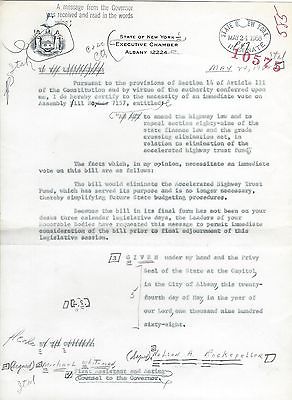 A message from the Governor
was received and read in the words
STATE OF NEW YORK
EXECUTIVE CHAMBER
ALBANY 12224
MAY 24 1968
10525
Pursuant to the provisions of Section 14 of Article III
of the Constitution and by virtue of the authority conferred upon
me, I do hereby certify to the necessity of an immediate vote on
Assembly Bill 7157, entitled:
to amend the highway law and to
repeal section eighty-nine of the
state finance law and the grade
crossing elimination act,
in relation to elimination of the
accelerated highway trust fund
The facts which, in my opinion, necessitate an immediate
vote on this bill are as follows:
The bill would eliminate the Accelerated Highway Trust
Fund, which has served its purpose and is no longer necessary,
thereby simplifying future State budgeting procedures.
Because the bill in its final form has not been on your
desks three calendar legislative days, the Leaders of your
honorable bodies have requested this message to permit immediate
consideration of the bill prior to final adjournment of this
legislative session.
GIVEN under my hand and the Privy
Seal of the State at the Capitol
in the City of Albany this twenty-
fourth day of May in the year of
our Lord, one thousand nine hundred
sixty-eight.
L.S.
(Signed) Nelson A Rockefeller
(Signed) Michael Whiteman
First Assistant and Acting
Counsel to the Governor